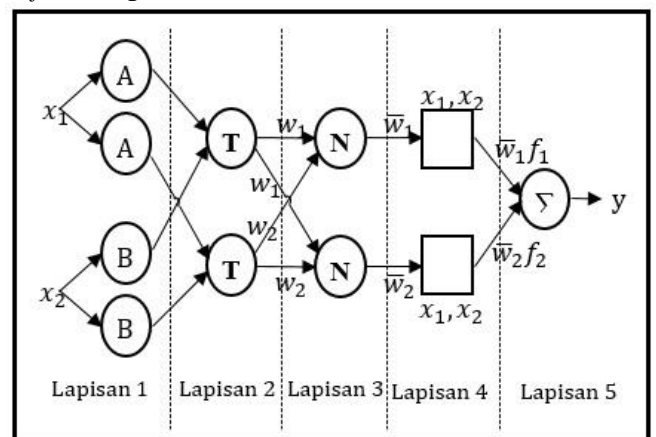 A
x₁
A
B
x₂
B
T
T
w₁
w₁
w₂
w₂
N
N
w̅₁
w̅₂
x₁, x₂
x₁, x₂
w̅₁f₁
w̅₂f₂
Σ
y
Lapisan 1
Lapisan 2
Lapisan 3
Lapisan 4
Lapisan 5